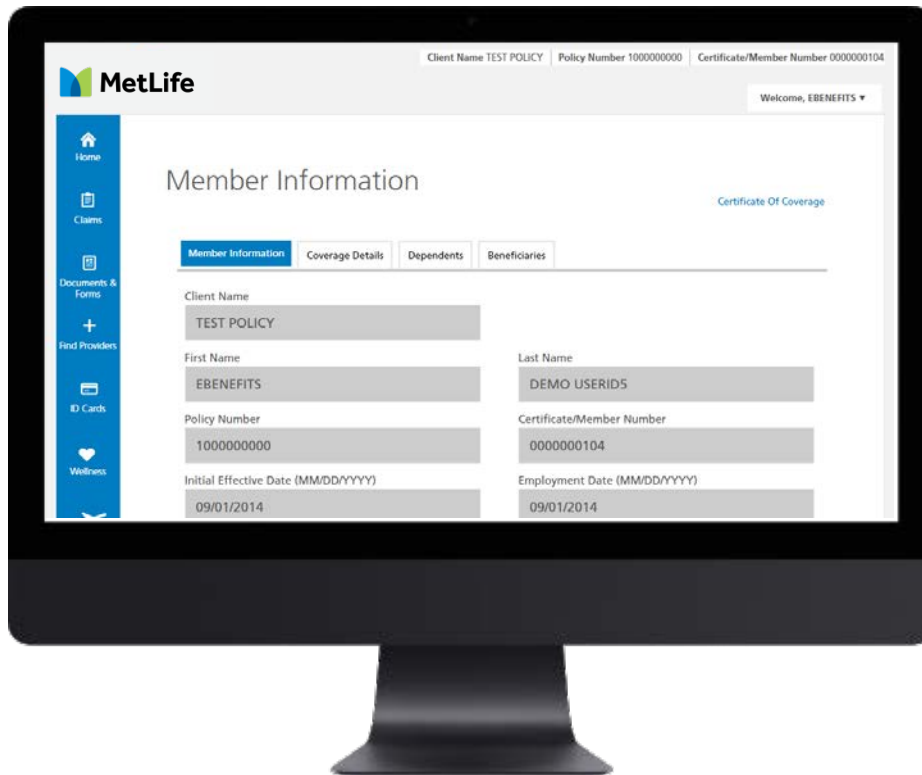 Client Name TEST POLICY Policy Number 1000000000 Certificate/Member Number 0000000104
MetLife
Welcome, EBENEFITS
Home
Claims
Documents &
Forms
Find Providers
ID Cards
Wellness
Member Information
Certificate Of Coverage
Member Information Coverage Details Dependents Beneficiaries
Client Name
TEST POLICY
First Name Last Name
EBENEFITS DEMO USERID5
Policy Number Certificate/Member Number
1000000000 0000000104
Initial Effective Date (MM/DD/YYYY) Employment Date (MM/DD/YYYY)
09/01/2014 09/01/2014